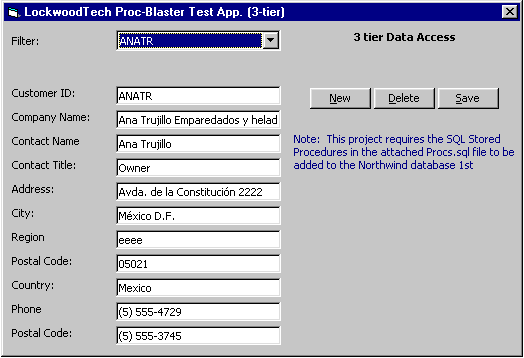 LockwoodTech Proc-Blaster Test App. (3-tier)
Filter: ANATR
3 tier Data Access
Customer ID: ANATR
New Delete Save
Company Name: Ana Trujillo Emparedados y helad
Contact Name Ana Trujillo
Note: This project requires the SQL Stored
Procedures in the attached Procs.sql file to be
added to the Northwind database 1st
Contact Title: Owner
Address: Avda. de la Constitución 2222
City: México D.F.
Region eeee
Postal Code: 05021
Country: Mexico
Phone (5) 555-4729
Postal Code: (5) 555-3745